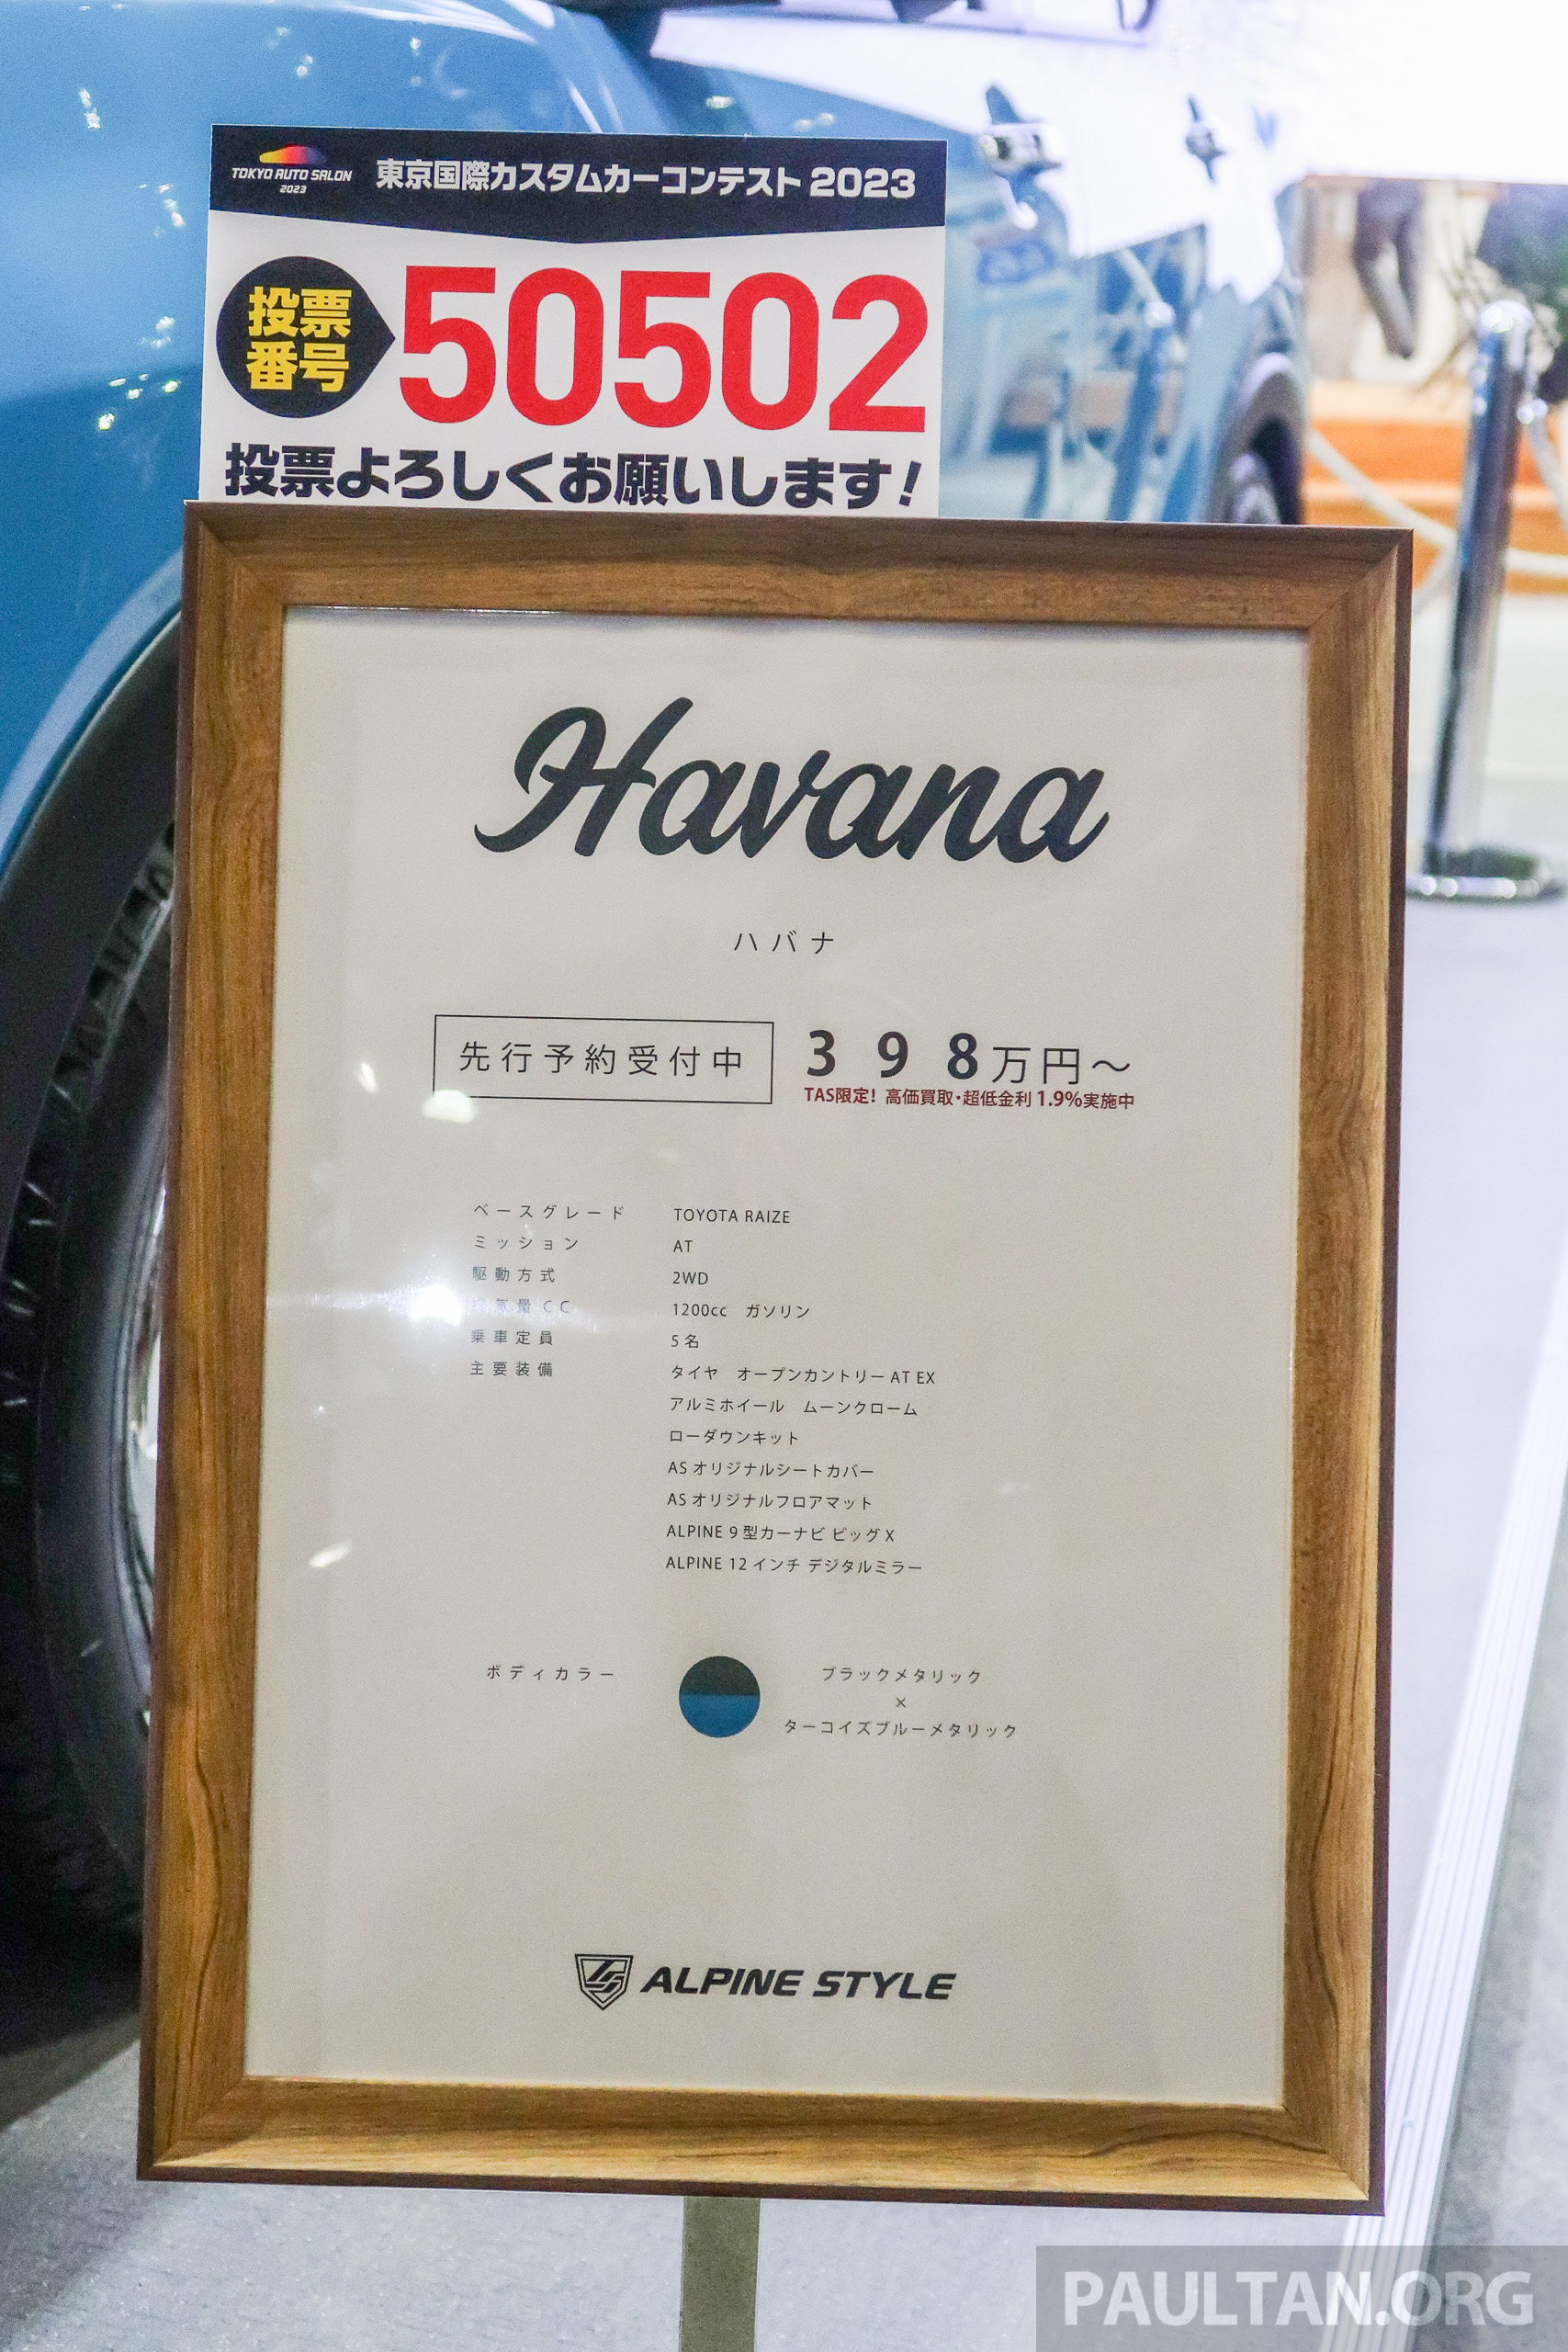 TOKYO AUTO SALON
2023
東京国際カスタムカーコンテスト 2023
投票
番号
50502
投票よろしくお願いします!
Havana
ハバナ
先行予約受付中
398万円~
TAS限定! 高価買取・超低金利 1.9%実施中
ベースグレード TOYOTA RAIZE
ミッション AT
駆動方式 2WD
気量CC 1200cc ガソリン
乗車定員 5名
主要装備 タイヤ オープンカントリー AT EX
アルミホイール ムーンクローム
ローダウンキット
AS オリジナルシートカバー
AS オリジナルフロアマット
ALPINE 9型カーナビ ビッグX
ALPINE 12インチ デジタルミラー
ボディカラー
ブラックメタリック
×
ターコイズブルーメタリック
ALPINE STYLE
PAULTAN.ORG